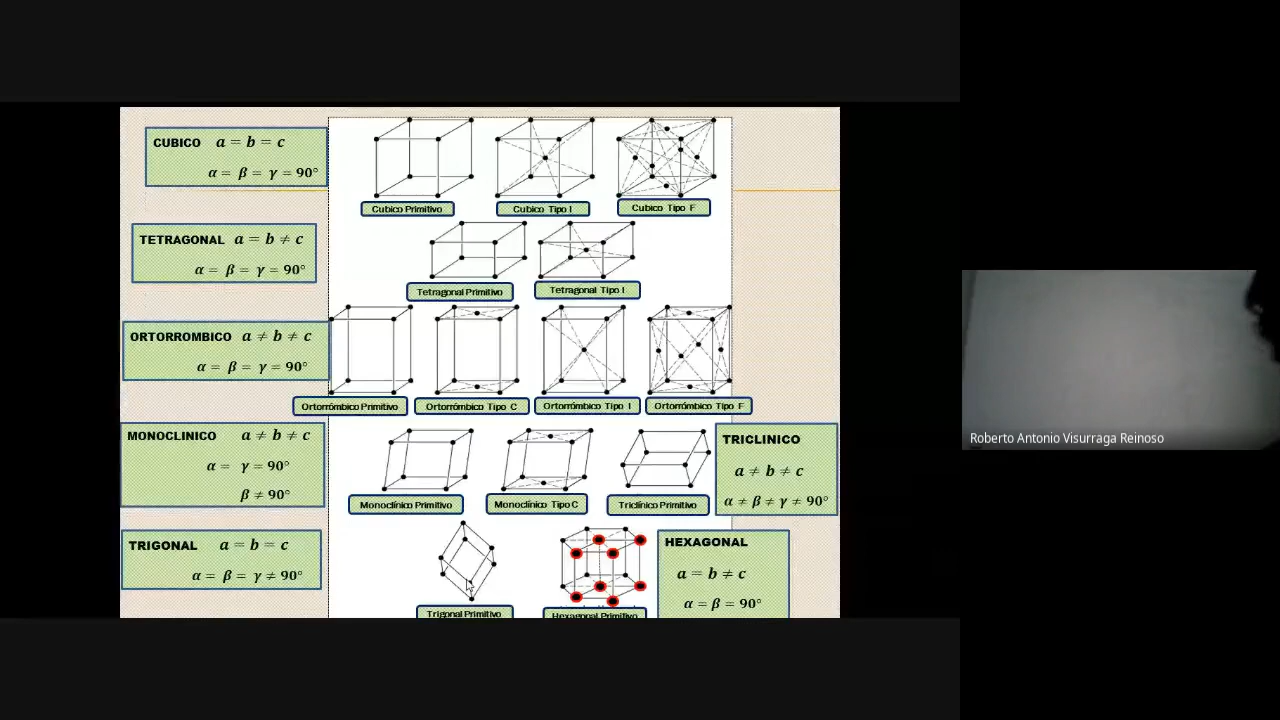 CUBICO a = b = c
α = β = γ = 90°
Cubico Primitivo
Cubico Tipo I
Cubico Tipo F
TETRAGONAL a = b ≠ c
α = β = γ = 90°
Tetragonal Primitivo
Tetragonal Tipo I
ORTORROMBICO a ≠ b ≠ c
α = β = γ = 90°
Ortorrómbico Primitivo
Ortorrómbico Tipo C
Ortorrómbico Tipo I
Ortorrómbico Tipo F
MONOCLINICO a ≠ b ≠ c
α = γ = 90°
β ≠ 90°
Monoclínico Primitivo
Monoclínico Tipo C
Triclínico Primitivo
TRICLINICO
a ≠ b ≠ c
α ≠ β ≠ γ ≠ 90°
TRIGONAL a = b = c
α = β = γ ≠ 90°
Trigonal Primitivo
Hexagonal Primitivo
HEXAGONAL
a = b ≠ c
α = β = 90°
Roberto Antonio Visurraga Reinoso